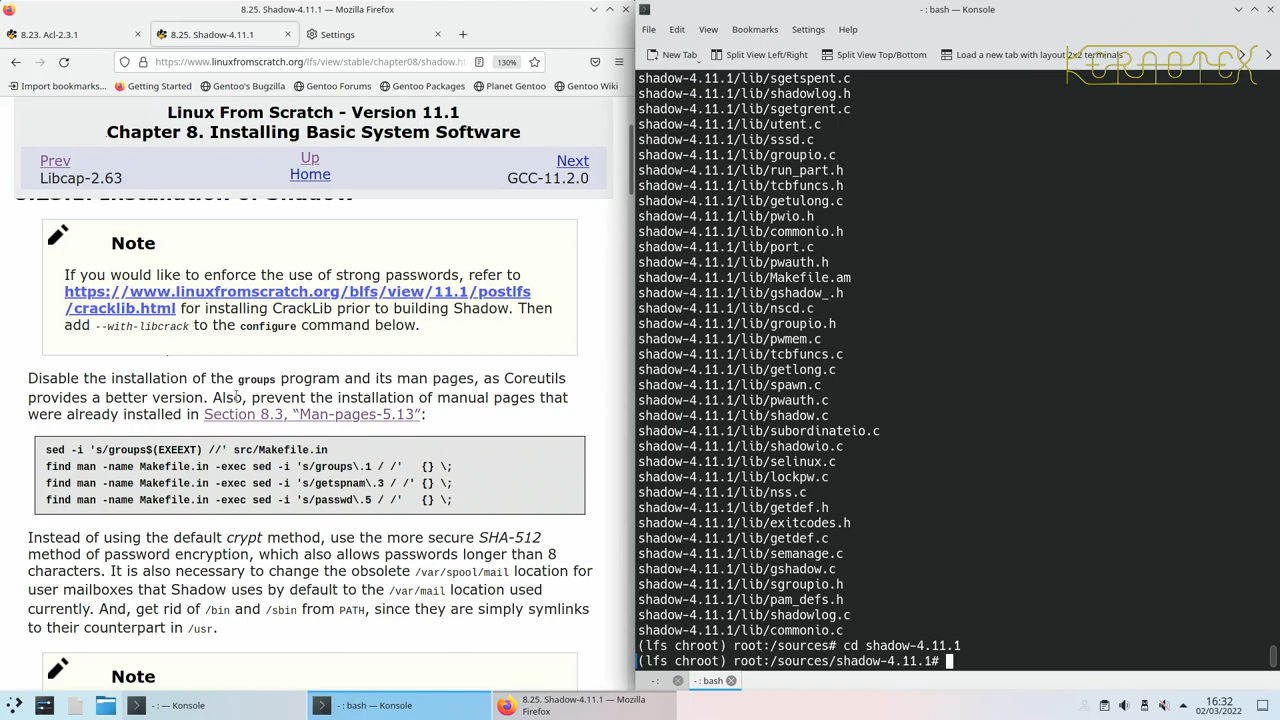 8.25. Shadow-4.11.1 — Mozilla Firefox
8.23. Acl-2.3.1
8.25. Shadow-4.11.1
Settings
https://www.linuxfromscratch.org/lfs/view/stable/chapter08/shadow.h
130%
Import bookmarks...
Getting Started
Gentoo's Bugzilla
Gentoo Forums
Gentoo Packages
Planet Gentoo
Gentoo Wiki
Linux From Scratch - Version 11.1
Chapter 8. Installing Basic System Software
Prev
Up
Next
Libcap-2.63
Home
GCC-11.2.0
8.25.1. Installation of Shadow
Note
If you would like to enforce the use of strong passwords, refer to
https://www.linuxfromscratch.org/blfs/view/11.1/postlfs
/cracklib.html for installing CrackLib prior to building Shadow. Then
add --with-libcrack to the configure command below.
Disable the installation of the groups program and its man pages, as Coreutils
provides a better version. Also, prevent the installation of manual pages that
were already installed in Section 8.3, “Man-pages-5.13”:
sed -i 's/groups$(EXEEXT) //' src/Makefile.in
find man -name Makefile.in -exec sed -i 's/groups\.1 / /'   {} \;
find man -name Makefile.in -exec sed -i 's/getspnam\.3 / /' {} \;
find man -name Makefile.in -exec sed -i 's/passwd\.5 / /'   {} \;
Instead of using the default crypt method, use the more secure SHA-512
method of password encryption, which also allows passwords longer than 8
characters. It is also necessary to change the obsolete /var/spool/mail location for
user mailboxes that Shadow uses by default to the /var/mail location used
currently. And, get rid of /bin and /sbin from PATH, since they are simply symlinks
to their counterpart in /usr.
Note
- : bash — Konsole
File
Edit
View
Bookmarks
Settings
Help
New Tab
Split View Left/Right
Split View Top/Bottom
Load a new tab with layout 2x2 terminals
KERNOTEX
shadow-4.11.1/lib/sgetspent.c
shadow-4.11.1/lib/shadowlog.h
shadow-4.11.1/lib/sgetgrent.c
shadow-4.11.1/lib/utent.c
shadow-4.11.1/lib/sssd.c
shadow-4.11.1/lib/groupio.c
shadow-4.11.1/lib/run_part.h
shadow-4.11.1/lib/tcbfuncs.h
shadow-4.11.1/lib/getulong.c
shadow-4.11.1/lib/pwio.h
shadow-4.11.1/lib/commonio.h
shadow-4.11.1/lib/port.c
shadow-4.11.1/lib/pwauth.h
shadow-4.11.1/lib/Makefile.am
shadow-4.11.1/lib/gshadow_.h
shadow-4.11.1/lib/nscd.c
shadow-4.11.1/lib/groupio.h
shadow-4.11.1/lib/pwmem.c
shadow-4.11.1/lib/tcbfuncs.c
shadow-4.11.1/lib/getlong.c
shadow-4.11.1/lib/spawn.c
shadow-4.11.1/lib/pwauth.c
shadow-4.11.1/lib/shadow.c
shadow-4.11.1/lib/subordinateio.c
shadow-4.11.1/lib/shadowio.c
shadow-4.11.1/lib/selinux.c
shadow-4.11.1/lib/lockpw.c
shadow-4.11.1/lib/nss.c
shadow-4.11.1/lib/getdef.h
shadow-4.11.1/lib/exitcodes.h
shadow-4.11.1/lib/getdef.c
shadow-4.11.1/lib/semanage.c
shadow-4.11.1/lib/gshadow.c
shadow-4.11.1/lib/sgroupio.h
shadow-4.11.1/lib/pam_defs.h
shadow-4.11.1/lib/shadowlog.c
shadow-4.11.1/lib/commonio.c
(lfs chroot) root:/sources# cd shadow-4.11.1
(lfs chroot) root:/sources/shadow-4.11.1#
- :
- : bash
- : — Konsole
- : bash — Konsole
8.25. Shadow-4.11.1 — Mozilla
Firefox
16:32
02/03/2022